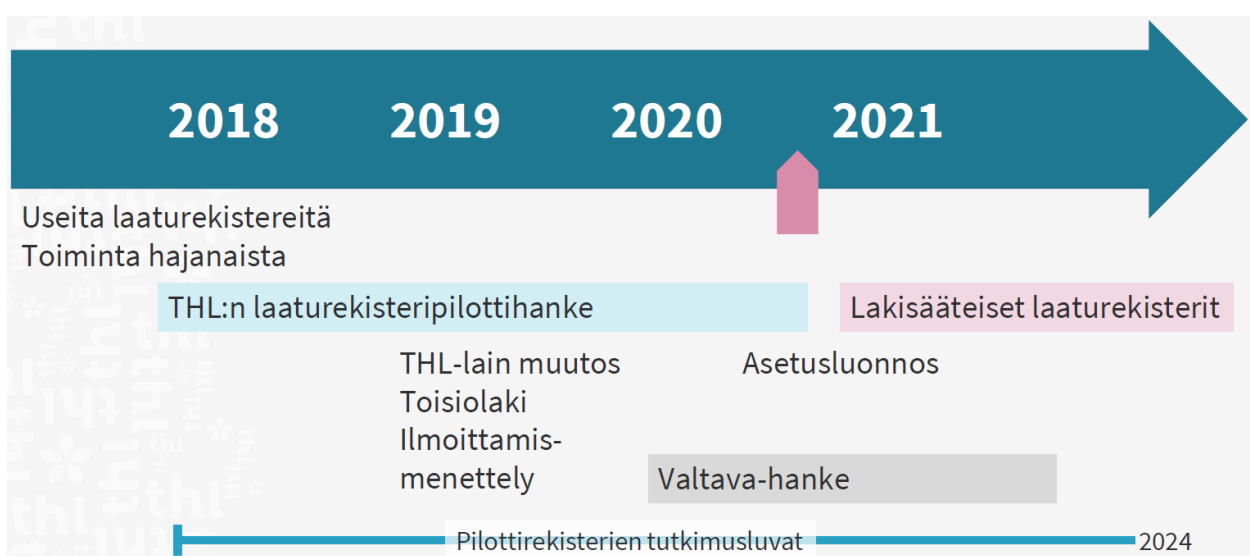 2018 2019 2020 2021
Useita laaturekistereitä
Toiminta hajanaista
THL:n laaturekisteripilottihanke
Lakisääteiset laaturekisterit
THL-lain muutos
Toisiolaki
Ilmoittamis-
menettely
Asetusluonnos
Valtava-hanke
Pilottirekisterien tutkimusluvat
2024